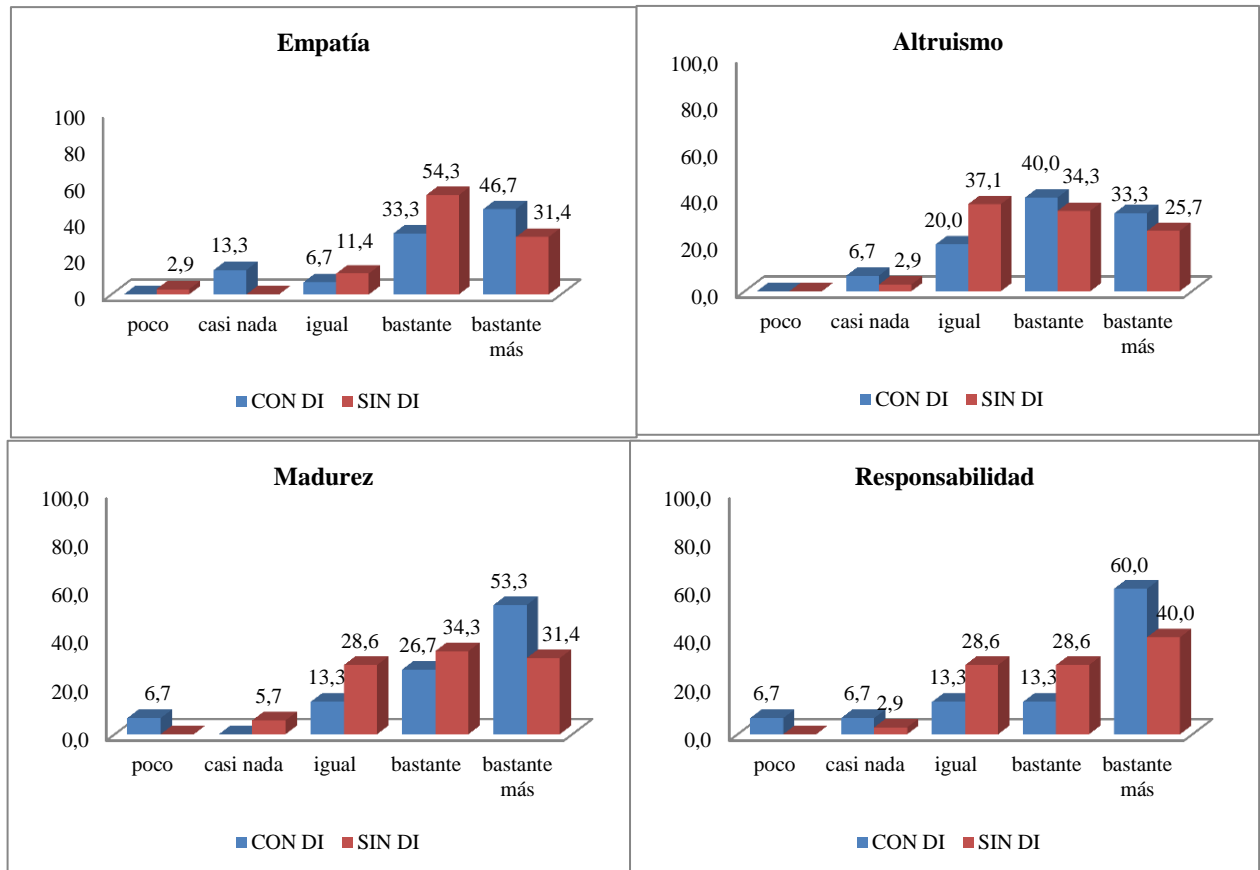 Empatía
100
80
60
40
20
0
2,9
13,3
6,7
11,4
33,3
54,3
46,7
31,4
poco
casi nada
igual
bastante
bastante
más
CON DI
SIN DI
Altruismo
100,0
80,0
60,0
40,0
20,0
0,0
6,7
2,9
20,0
37,1
40,0
34,3
33,3
25,7
poco
casi nada
igual
bastante
bastante
más
CON DI
SIN DI
Madurez
100,0
80,0
60,0
40,0
20,0
0,0
6,7
5,7
13,3
28,6
26,7
34,3
53,3
31,4
poco
casi nada
igual
bastante
bastante
más
CON DI
SIN DI
Responsabilidad
100,0
80,0
60,0
40,0
20,0
0,0
6,7
6,7
2,9
13,3
28,6
13,3
28,6
60,0
40,0
poco
casi nada
igual
bastante
bastante
más
CON DI
SIN DI